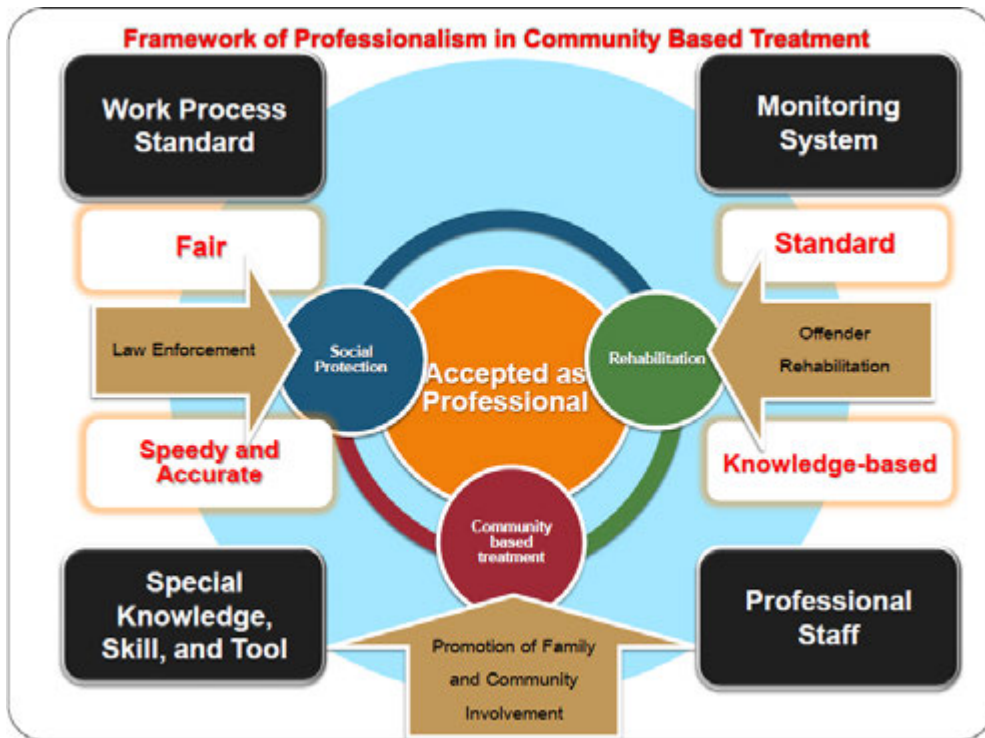 Framework of Professionalism in Community Based Treatment
Work Process
Standard
Monitoring
System
Fair
Standard
Law Enforcement
Social
Protection
Accepted as
Professional
Rehabilitation
Offender
Rehabilitation
Speedy and
Accurate
Knowledge-based
Community
based
treatment
Special
Knowledge,
Skill, and Tool
Professional
Staff
Promotion of Family
and Community
Involvement